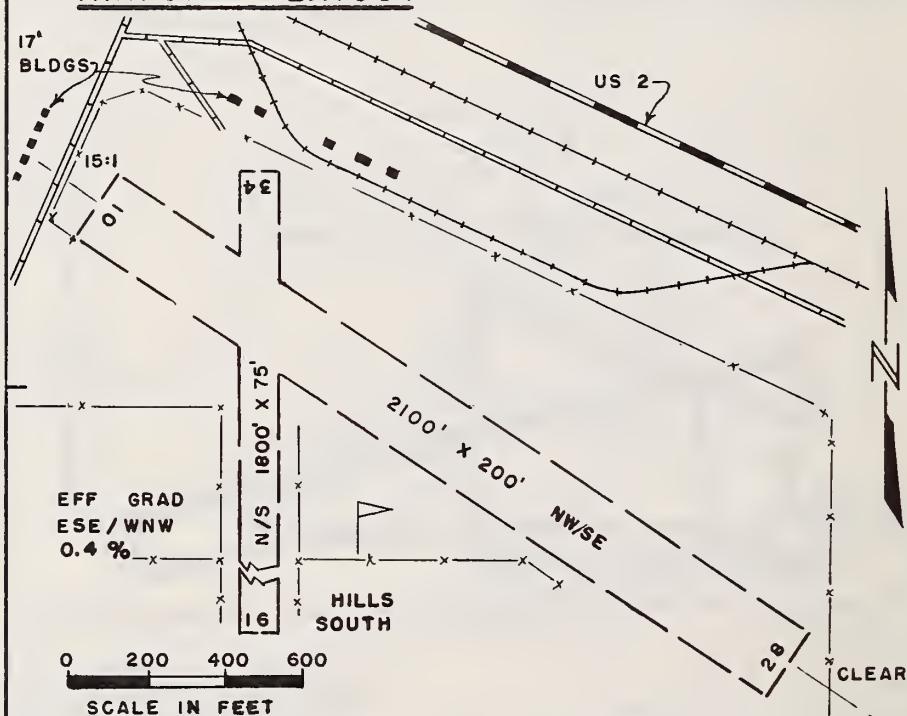 17'
BLDGS
US 2
15:1
34
10
1800' X 75'
N/S
2100' X 200'
NW/SE
N
EFF GRAD
ESE/WNW
0.4 %
HILLS
SOUTH
16
28
CLEAR
0 200 400 600
SCALE IN FEET